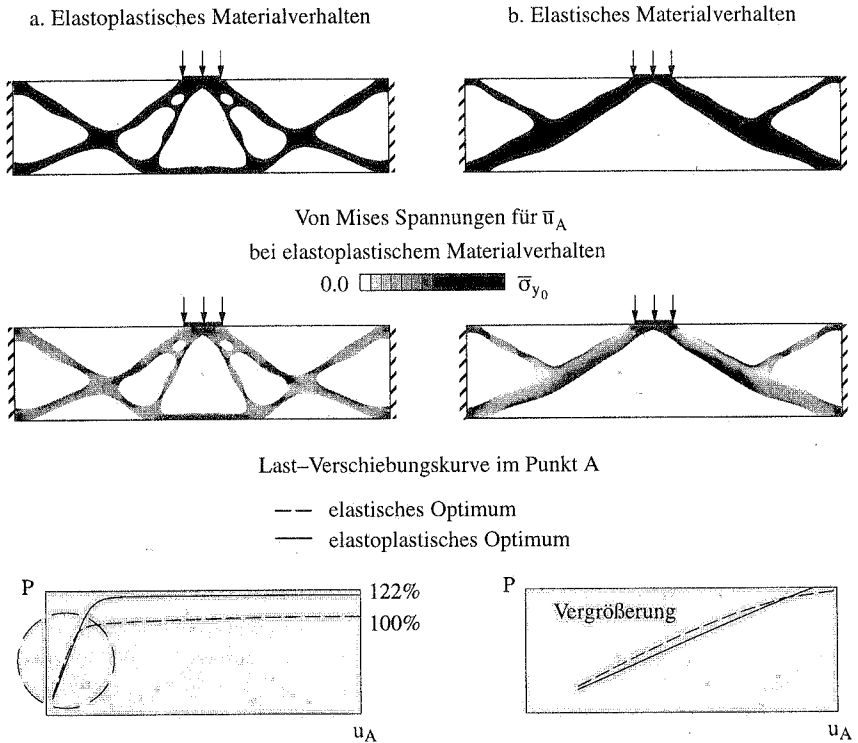 a. Elastoplastisches Materialverhalten
b. Elastisches Materialverhalten
Von Mises Spannungen für u̅_A
bei elastoplastischem Materialverhalten
0.0 σ̅_y₀
Last–Verschiebungskurve im Punkt A
elastisches Optimum
elastoplastisches Optimum
P
122%
100%
u_A
P
Vergrößerung
u_A